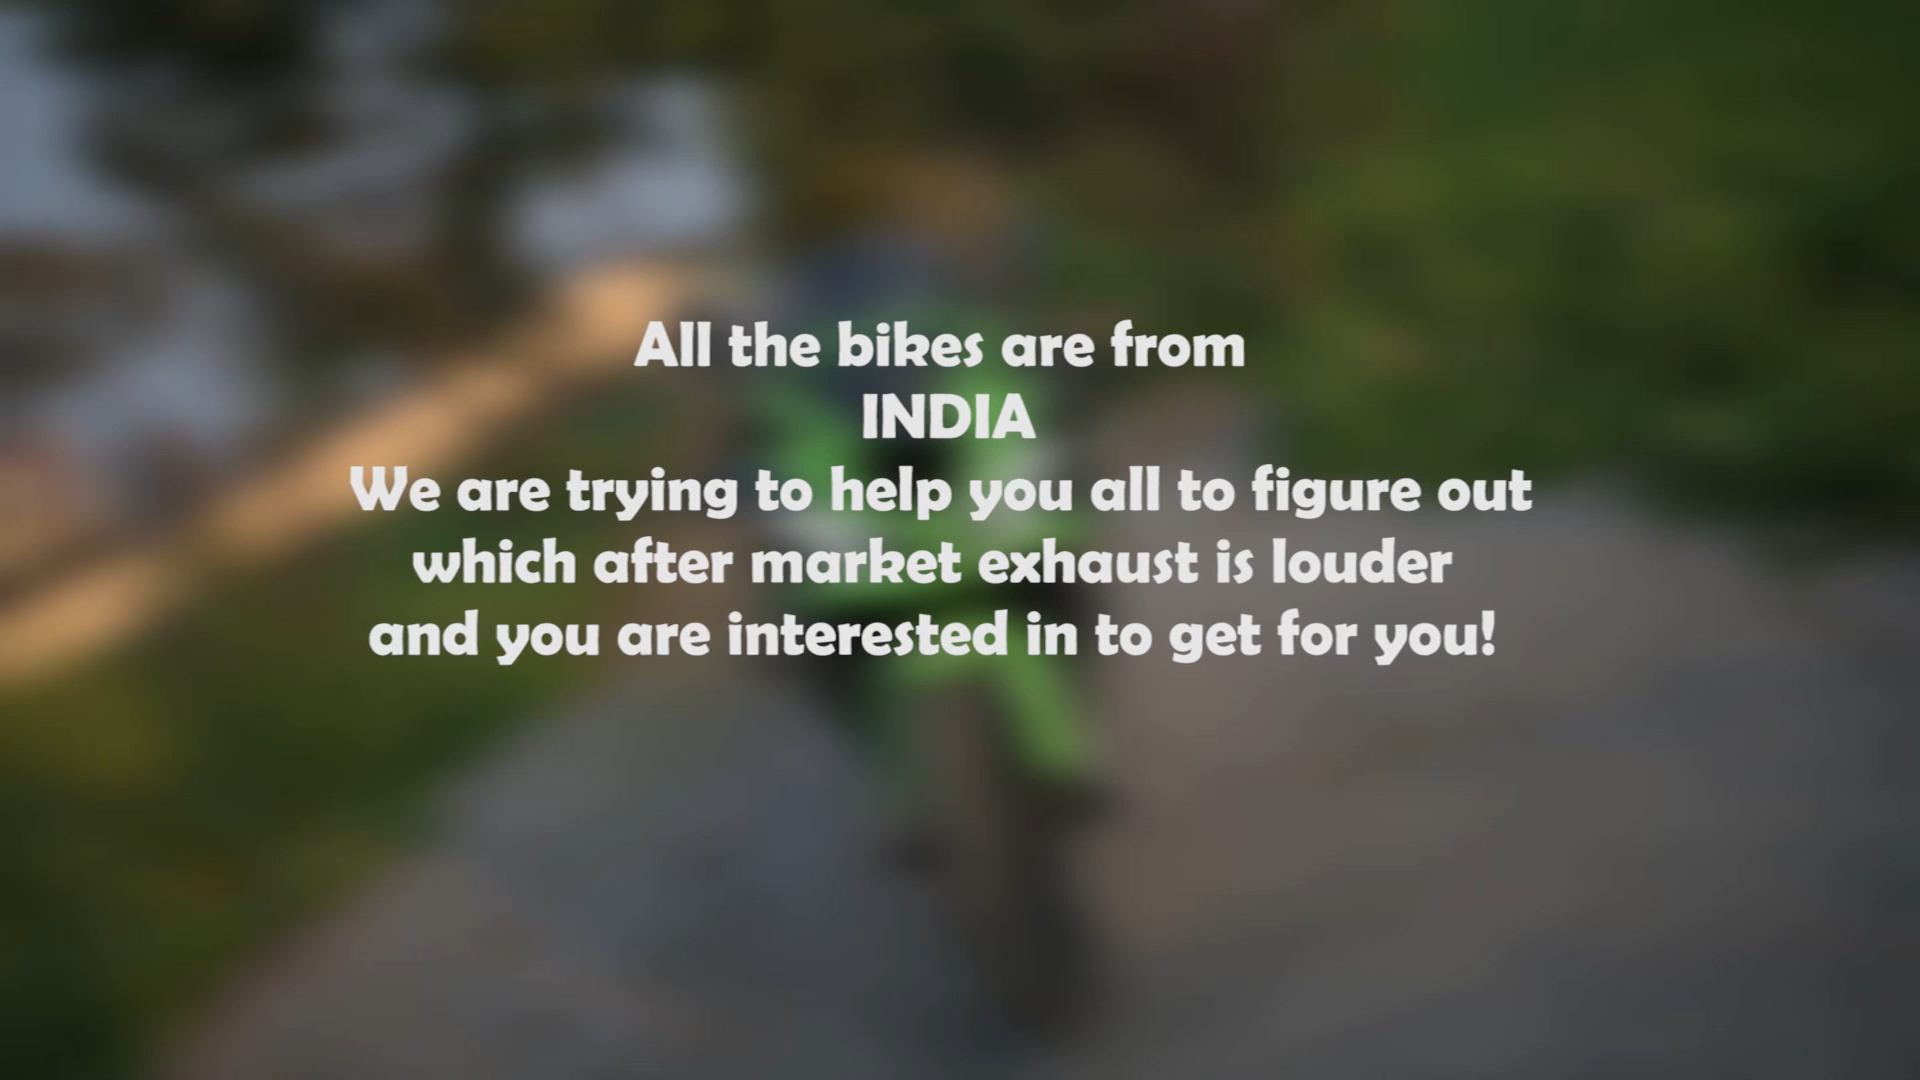 All the bikes are from
INDIA
We are trying to help you all to figure out
which after market exhaust is louder
and you are interested in to get for you!